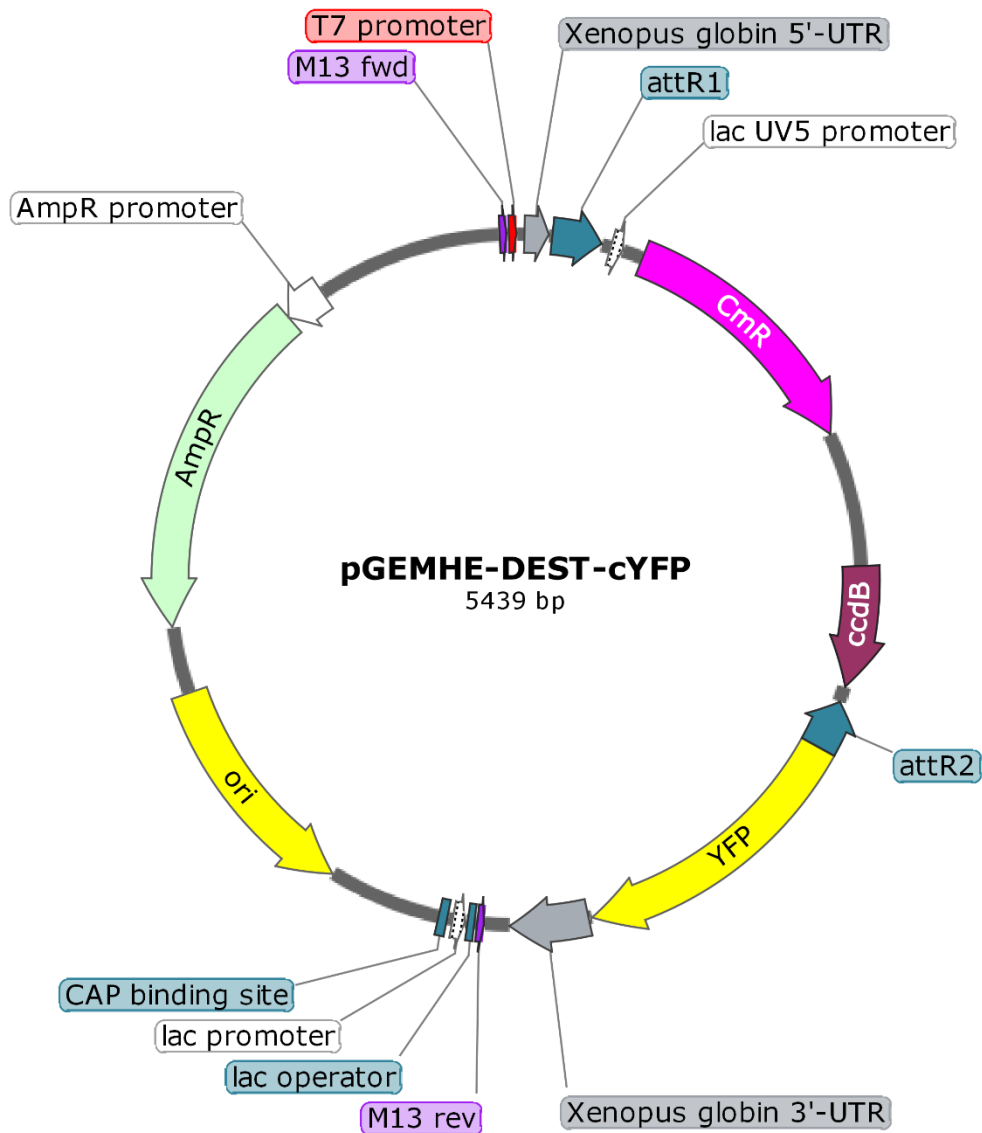 T7 promoter
Xenopus globin 5'-UTR
M13 fwd
attR1
lac UV5 promoter
AmpR promoter
CmR
AmpR
pGEMHE-DEST-cYFP
5439 bp
ccdB
attR2
ori
YFP
CAP binding site
lac promoter
lac operator
M13 rev
Xenopus globin 3'-UTR